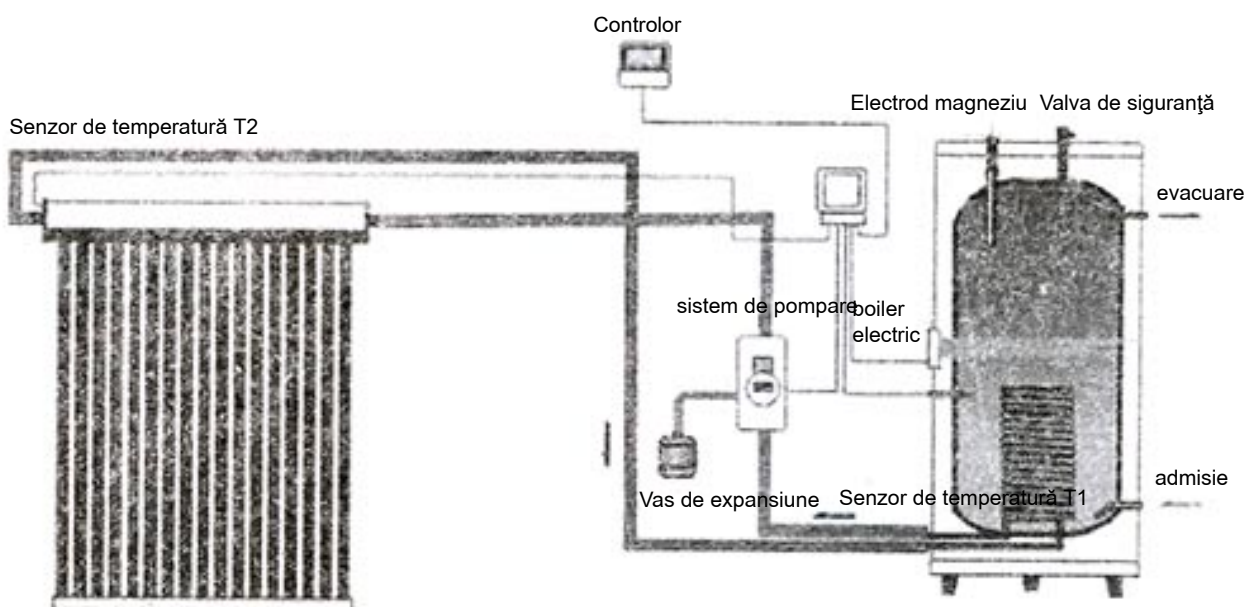 Controlor
Electrod magneziu Valva de siguranţă
Senzor de temperatură T2
evacuare
sistem de pompare
boiler
electric
admisie
Vas de expansiune
Senzor de temperatură T1